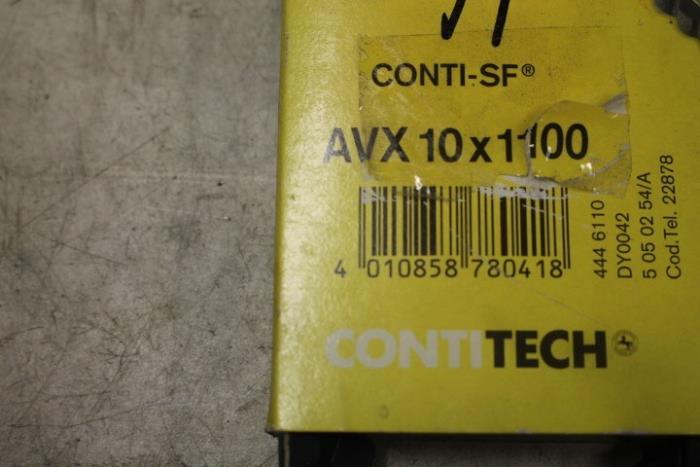 CONTI-SF®
AVX 10x1100
4 010858 780418
444 6110
DY0042
5 05 02 54/A
Cod.Tel. 22878
CONTITECH